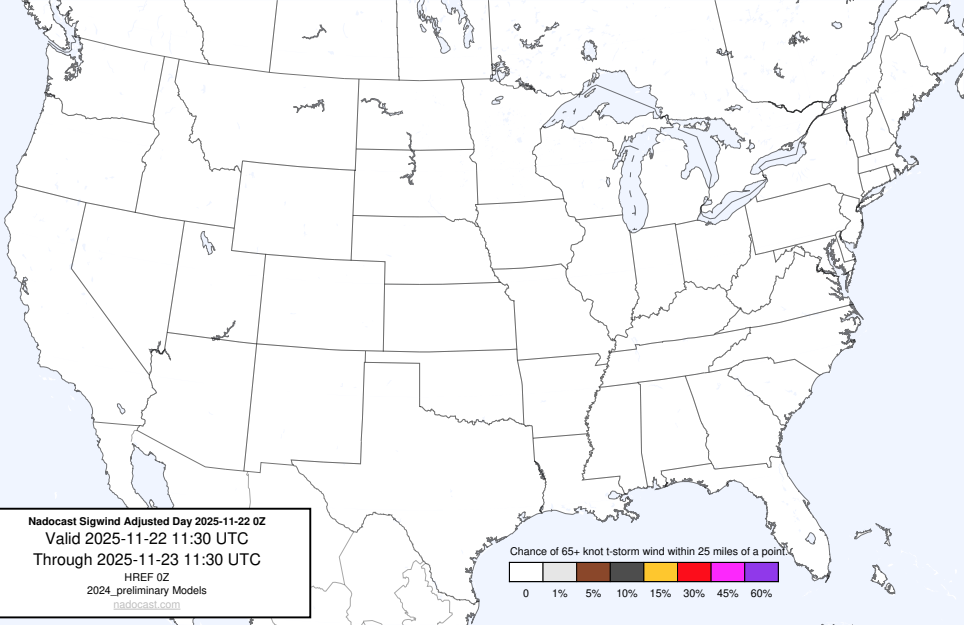 Nadocast Sigwind Adjusted Day 2025-11-22 0Z
Valid 2025-11-22 11:30 UTC
Through 2025-11-23 11:30 UTC
HREF 0Z
2024_preliminary Models
nadocast.com
Chance of 65+ knot t-storm wind within 25 miles of a point.
0 1% 5% 10% 15% 30% 45% 60%